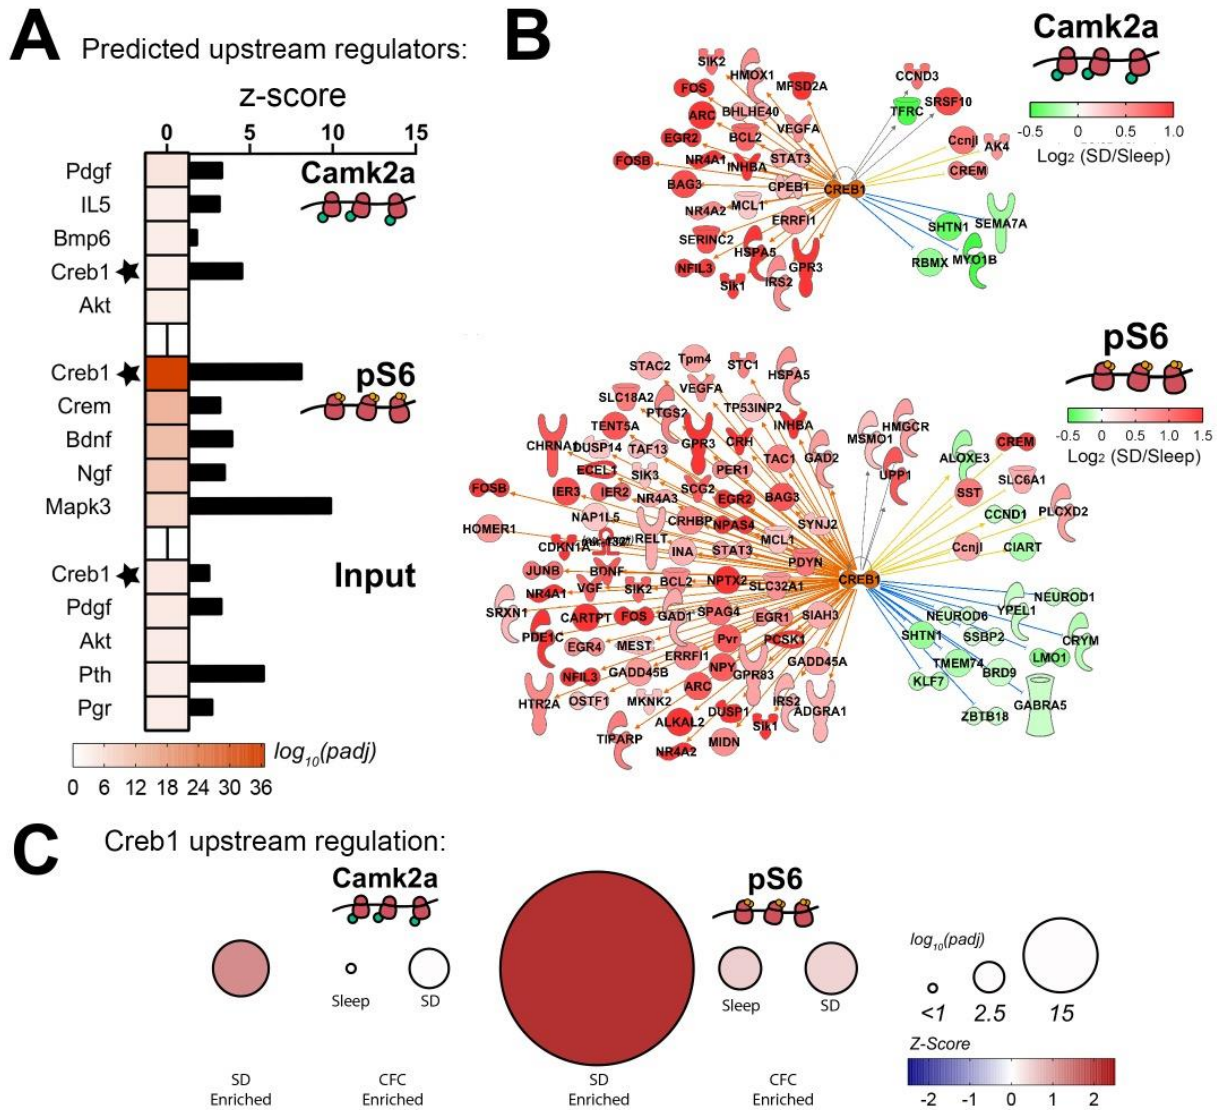 A
Predicted upstream regulators:
z-score
0 5 10 15
Camk2a
Pdgf
IL5
Bmp6
Creb1
Akt
pS6
Creb1
Crem
Bdnf
Ngf
Mapk3
Input
Creb1
Pdgf
Akt
Pth
Pgr
log10(padj)
0 6 12 18 24 30 36
B
Camk2a
-0.5 0 0.5 1.0
Log2 (SD/Sleep)
SIK2
HMOX1
MFSD2A
FOS
BHLHE40
ARC
VEGFA
EGR2
BCL2
FOSB
NR4A1
INHBA
STAT3
BAG3
CPEB1
CREB1
NR4A2
MCL1
ERRFI1
SERINC2
HSPA5
GPR3
NFIL3
Sik1
IRS2
CCND3
TFRC
SRSF10
Ccnjl
AK4
CREM
SHTN1
SEMA7A
RBMX
MYO1B
pS6
-0.5 0 0.5 1.0 1.5
Log2 (SD/Sleep)
STAC2
Tpm4
STC1
HSPA5
VEGFA
SLC18A2
PTGS2
TP53INP2
TENT5A
GPR3
CRH
INHBA
CHRNA1
DUSP14
TAF13
TAC1
GAD2
ECEL1
SIK3
PER1
FOSB
IER3
IER2
NR4A3
SCG2
EGR2
BAG3
HOMER1
NAP1L5
CRHBP
NPAS4
SYNJ2
CDKN1A
RELT
MCL1
INA
STAT3
PDYN
JUNB
BDNF
CREB1
NR4A1
VGF
SIK2
BCL2
NPTX2
SLC32A1
SRXN1
CARTPT
FOS
GAD1
SPAG4
EGR1
SIAH3
PDE1C
EGR4
MEST
Pvr
PCSK1
ERRFI1
NPY
GADD45A
NFIL3
GADD45B
GPR83
HTR2A
OSTF1
MKNK2
ARC
IRS2
ADGRA1
ALKAL2
DUSP1
Sik1
TIPARP
NR4A2
MIDN
MSMO1
HMGCR
UPP1
ALOXE3
CREM
SST
SLC6A1
CCND1
PLCXD2
Ccnjl
CIART
NEUROD1
YPEL1
NEUROD6
SHTN1
SSBP2
CRYM
LMO1
TMEM74
BRD9
KLF7
GABRA5
ZBTB18
C
Creb1 upstream regulation:
Camk2a
pS6
Sleep
SD
Sleep
SD
SD
Enriched
CFC
Enriched
SD
Enriched
CFC
Enriched
log10(padj)
<1 2.5 15
Z-Score
-2 -1 0 1 2